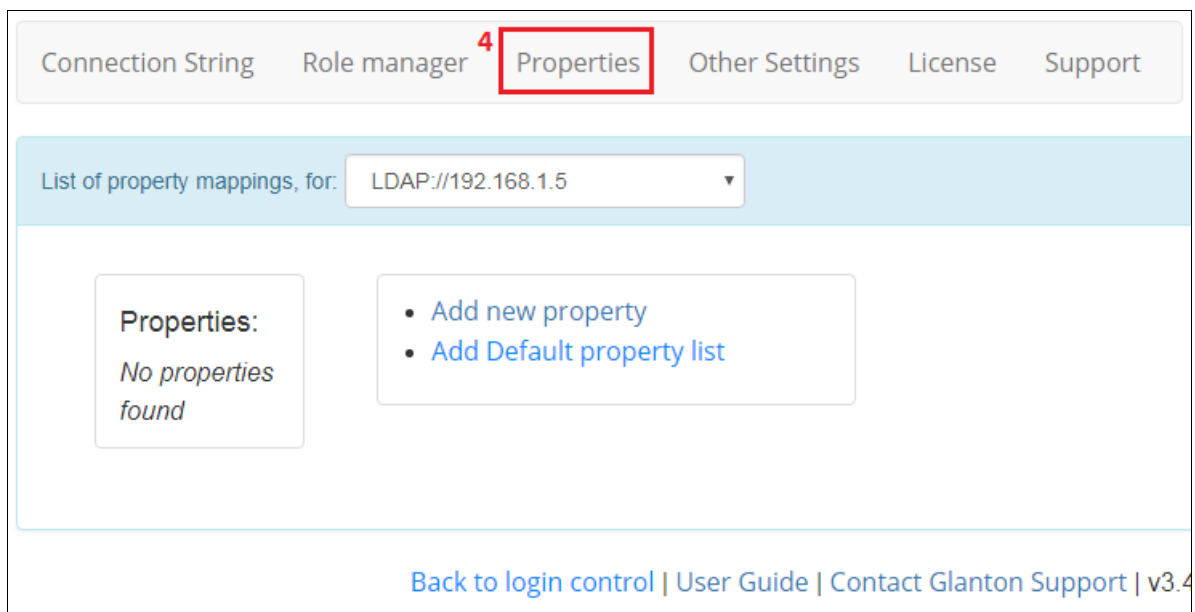 Connection String Role manager 4 Properties Other Settings License Support
List of property mappings, for: LDAP://192.168.1.5
Properties:
No properties
found
• Add new property
• Add Default property list
Back to login control | User Guide | Contact Glanton Support | v3.4